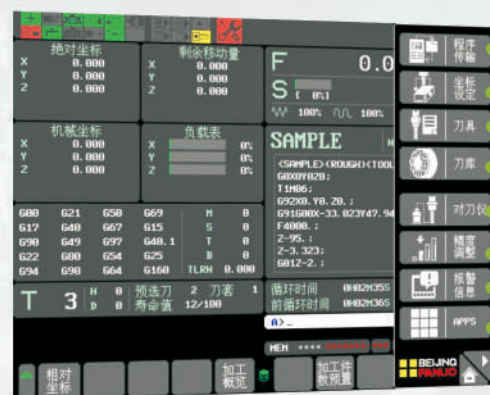 绝对坐标
X 0.000
Y 0.000
Z 0.000
剩余移动量
X 0.000
Y 0.000
Z 0.000
F 0.0
S [ 0%]
100% 100%
机械坐标
X 0.000
Y 0.000
Z 0.000
负载表
X 0%
Y 0%
Z 0%
SAMPLE
<SAMPLE><ROUGH><TOOL
G0X0Y020;
T1M06;
G92X0.Y0.20.;
G91G00X-33.023Y47.94
F4000.;
Z-95.;
Z-3.323;
G01Z-2.;
G00 G21 G50 G69 M 0
G17 G40 G67 G15 S 0
G90 G49 G97 G40.1 T 0
G22 G80 G54 G25 B 0
G94 G98 G64 G160 TLRN 0.000
T 3 H 0 预选刀 2 刀套 1
D 0 寿命值 12/100
循环时间 0H02M35S
前循环时间 0H02M36S
A>_
MEM ****
相对坐标
加工概览
加工件数预置
程序传输
坐标设定
刀具
刀库
对刀仪
精度调整
报警信息
APPS
BEIJING
FANUC